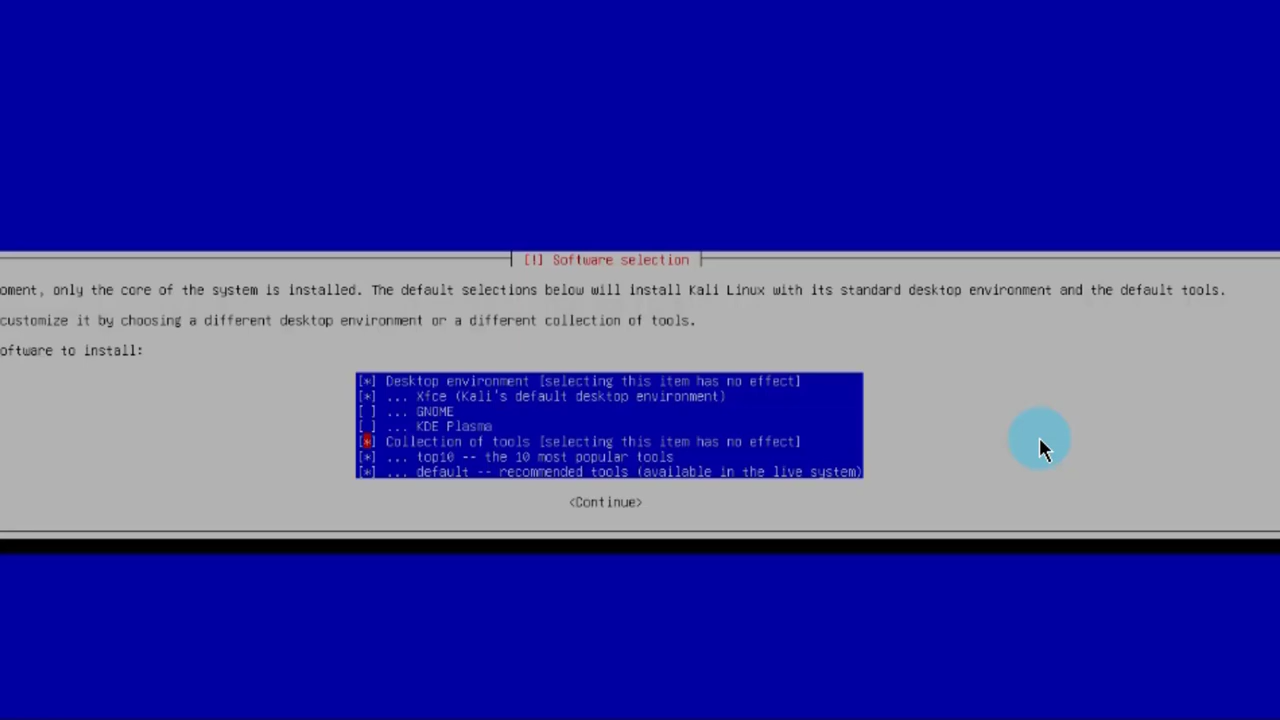 [!] Software selection
oment, only the core of the system is installed. The default selections below will install Kali Linux with its standard desktop environment and the default tools.
customize it by choosing a different desktop environment or a different collection of tools.
oftware to install:
[*] Desktop environment [selecting this item has no effect]
[*] ... Xfce (Kali's default desktop environment)
[ ] ... GNOME
[ ] ... KDE Plasma
[*] Collection of tools [selecting this item has no effect]
[*] ... top10 -- the 10 most popular tools
[*] ... default -- recommended tools (available in the live system)
<Continue>